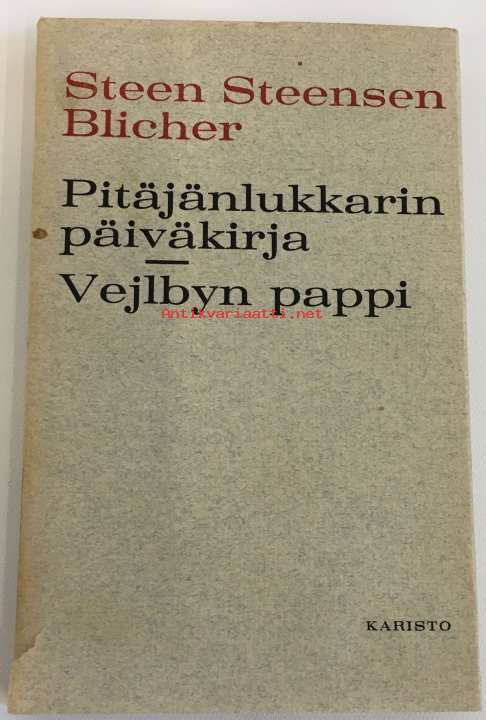 Steen Steensen
Blicher
Pitäjänlukkarin
päiväkirja
—
Vejlbyn pappi
Antikvariaatti.net
KARISTO